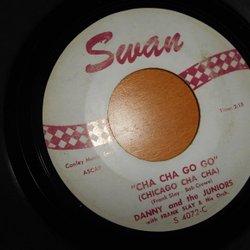 Swan
Conley Music
ASCAP
Time: 2:18
"CHA CHA GO GO"
(CHICAGO CHA CHA)
(Frank Slay - Bob Crewe)
DANNY and the JUNIORS
with FRANK SLAY & His Orch.
S 4072-C